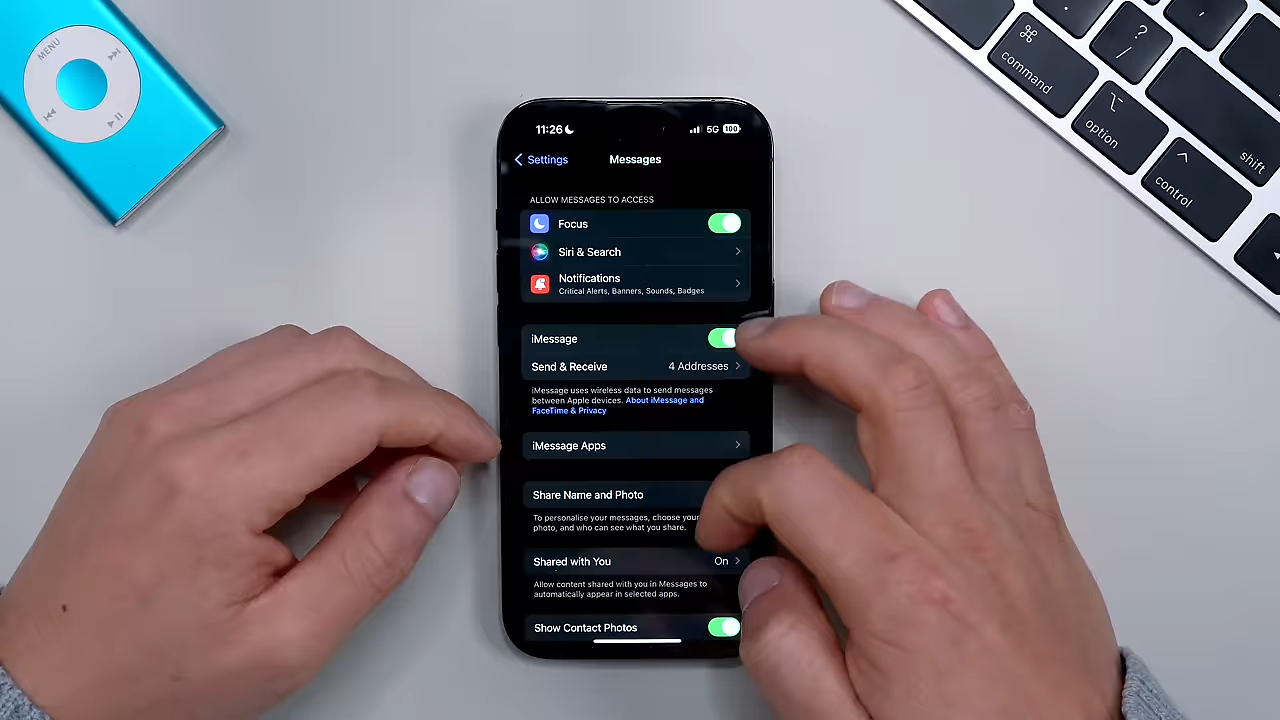 MENU
11:26
5G 100
Settings
Messages
ALLOW MESSAGES TO ACCESS
Focus
Siri & Search
Notifications
Critical Alerts, Banners, Sounds, Badges
iMessage
Send & Receive 4 Addresses
iMessage uses wireless data to send messages
between Apple devices. About iMessage and
FaceTime & Privacy
iMessage Apps
Share Name and Photo
To personalise your messages, choose your
photo, and who can see what you share.
Shared with You On
Allow content shared with you in Messages to
automatically appear in selected apps.
Show Contact Photos
⌘
command
?
/
⌥
option
shift
^
control